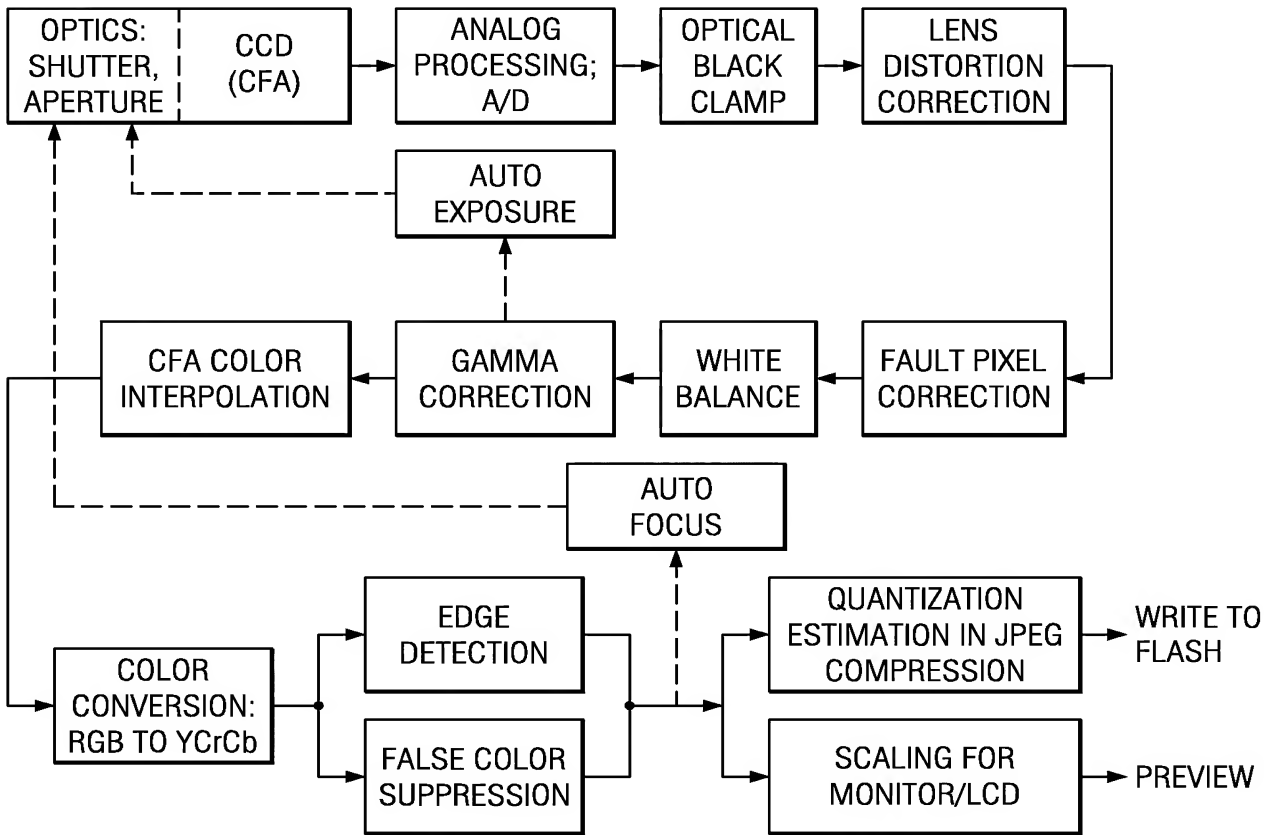 OPTICS:
SHUTTER,
APERTURE
CCD
(CFA)
ANALOG
PROCESSING;
A/D
OPTICAL
BLACK
CLAMP
LENS
DISTORTION
CORRECTION
AUTO
EXPOSURE
CFA COLOR
INTERPOLATION
GAMMA
CORRECTION
WHITE
BALANCE
FAULT PIXEL
CORRECTION
AUTO
FOCUS
COLOR
CONVERSION:
RGB TO YCrCb
EDGE
DETECTION
FALSE COLOR
SUPPRESSION
QUANTIZATION
ESTIMATION IN JPEG
COMPRESSION
WRITE TO
FLASH
SCALING FOR
MONITOR/LCD
PREVIEW